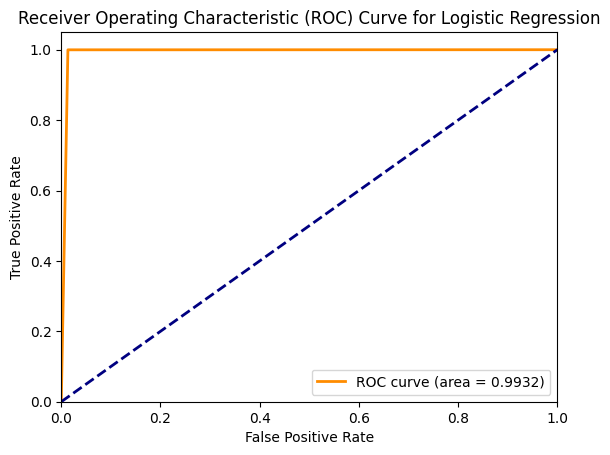 Receiver Operating Characteristic (ROC) Curve for Logistic Regression
1.0
0.8
0.6
0.4
0.2
0.0
True Positive Rate
ROC curve (area = 0.9932)
0.0 0.2 0.4 0.6 0.8 1.0
False Positive Rate